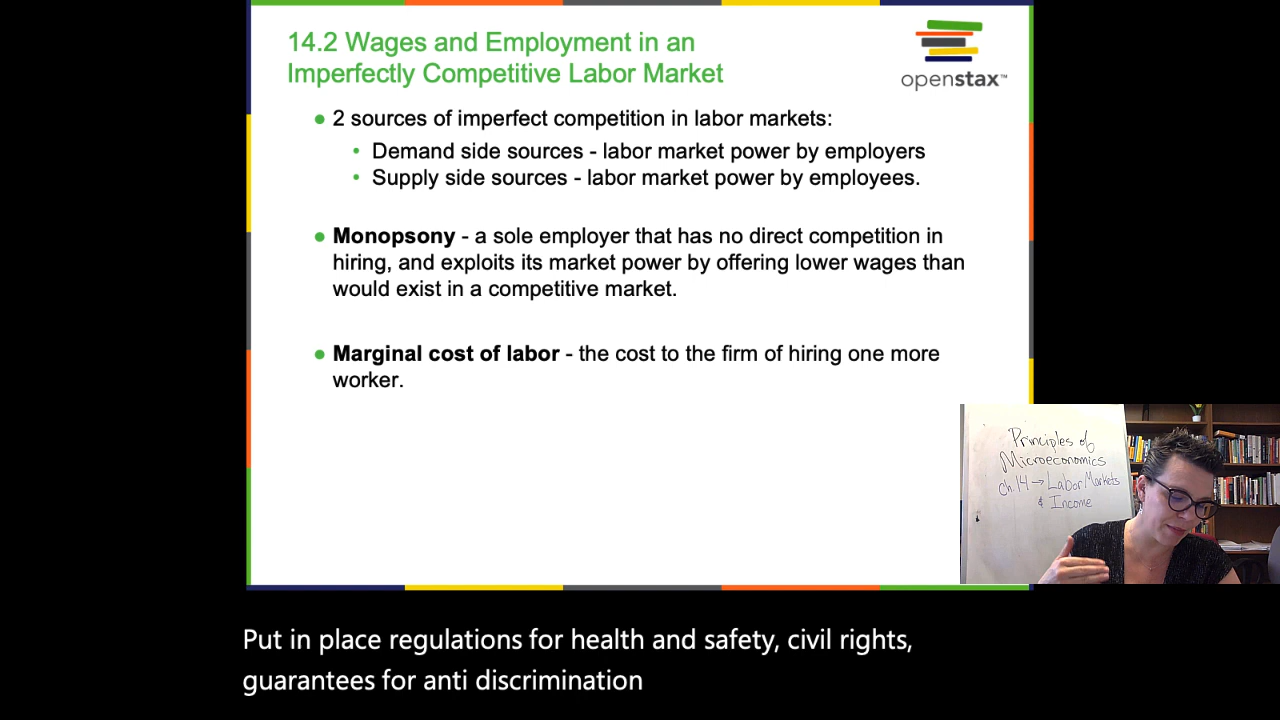 14.2 Wages and Employment in an
Imperfectly Competitive Labor Market
openstax™
● 2 sources of imperfect competition in labor markets:
• Demand side sources - labor market power by employers
• Supply side sources - labor market power by employees.
● Monopsony - a sole employer that has no direct competition in
hiring, and exploits its market power by offering lower wages than
would exist in a competitive market.
● Marginal cost of labor - the cost to the firm of hiring one more
worker.
Principles of
Microeconomics
Ch.14 → Labor Markets
& Income
Put in place regulations for health and safety, civil rights,
guarantees for anti discrimination